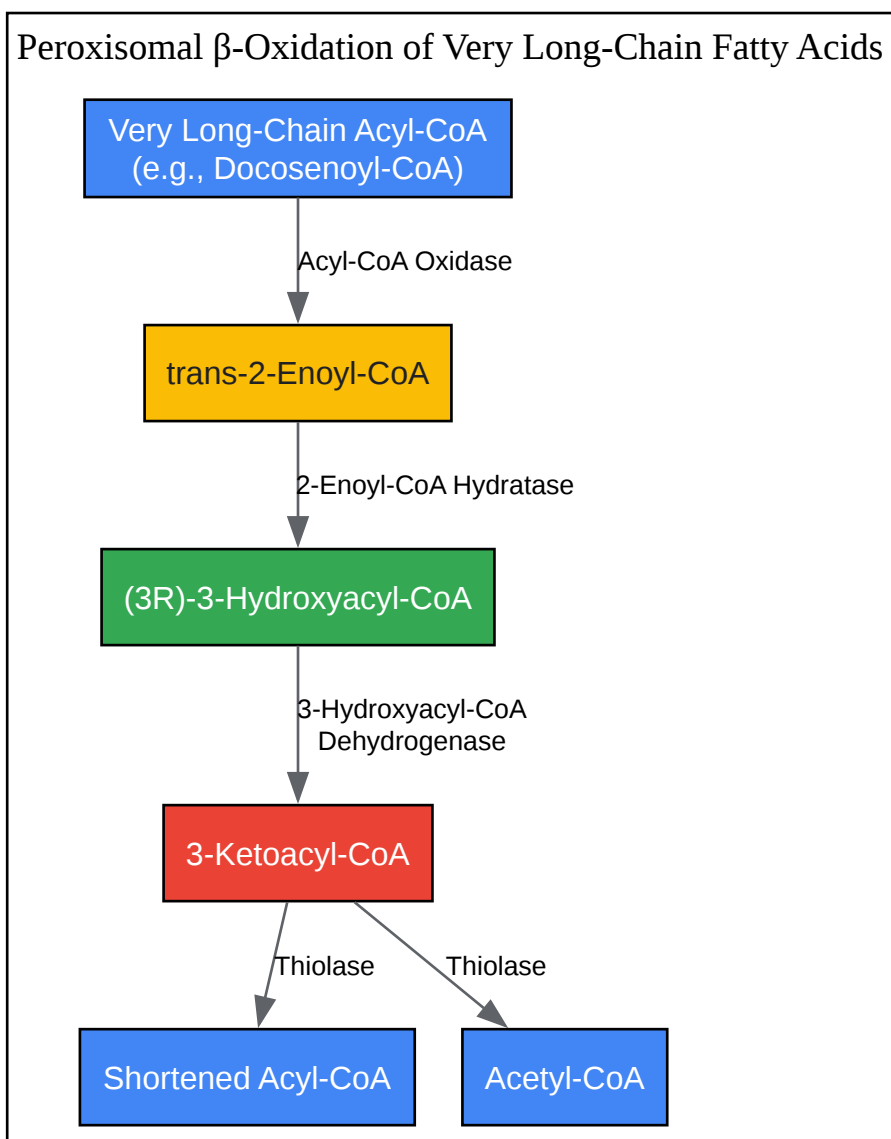 Peroxisomal β-Oxidation of Very Long-Chain Fatty Acids
Very Long-Chain Acyl-CoA
(e.g., Docosenoyl-CoA)
Acyl-CoA Oxidase
trans-2-Enoyl-CoA
2-Enoyl-CoA Hydratase
(3R)-3-Hydroxyacyl-CoA
3-Hydroxyacyl-CoA
Dehydrogenase
3-Ketoacyl-CoA
Thiolase
Thiolase
Shortened Acyl-CoA
Acetyl-CoA